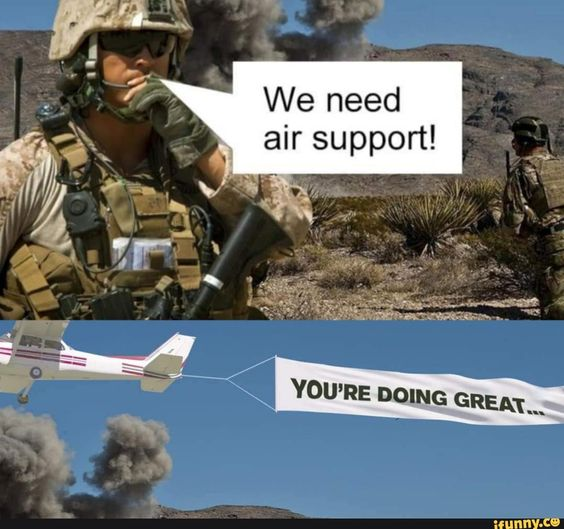 We need
air support!
YOU'RE DOING GREAT...
ifunny.co